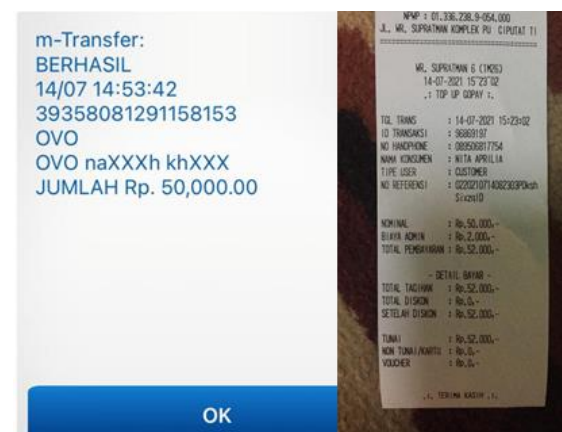 m-Transfer:
BERHASIL
14/07 14:53:42
39358081291158153
OVO
OVO naXXXh khXXX
JUMLAH Rp. 50,000.00
OK
NPWP : 01.336.238.9-054.000
JL. WR. SUPRATMAN KOMPLEK PU CIPUTAT TI
WR. SUPRATMAN 6 (1M26)
14-07-2021 15~23~02
.: TOP UP GOPAY :.
TGL TRANS : 14-07-2021 15:23:02
ID TRANSAKSI : 96869197
NO HANDPHONE : 089506817754
NAMA KONSUMEN : NITA APRILIA
TIPE USER : CUSTOMER
NO REFERENSI :
NOMINAL : Rp.50.000,-
BIAYA ADMIN : Rp.2.000,-
TOTAL PEMBAYARAN : Rp.52.000,-
- DETAIL BAYAR -
TOTAL TAGIHAN : Rp.52.000,-
TOTAL DISKON : Rp.0,-
SETELAH DISKON : Rp.52.000,-
TUNAI : Rp.52.000,-
NON TUNAI/KARTU : Rp.0,-
VOUCHER : Rp.0,-
.:. TERIMA KASIH .:.